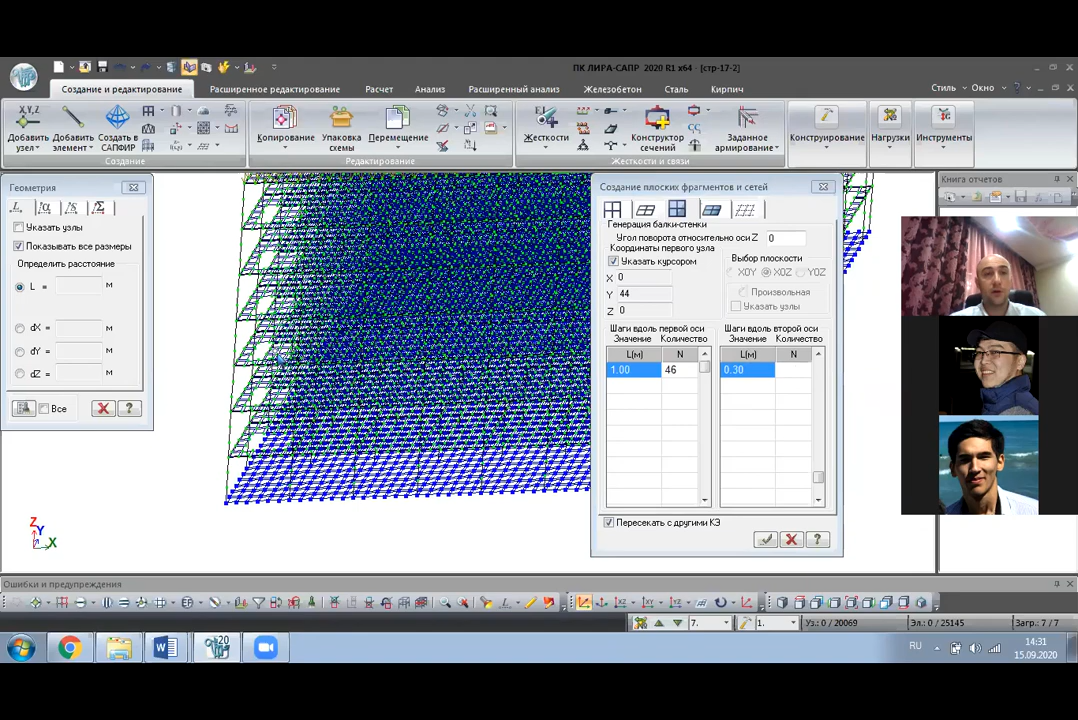 ПК ЛИРА-САПР 2020 R1 x64 - [стр-17-2]
Создание и редактирование
Расширенное редактирование
Расчет
Анализ
Расширенный анализ
Железобетон
Сталь
Кирпич
Стиль
Окно
X,Y,Z
Добавить узел
Добавить элемент
Создать в САПФИР
Создание
Копирование
Упаковка схемы
Перемещение
Редактирование
Жесткости
Конструктор сечений
Заданное армирование
Жесткости и связи
Конструирование
Нагрузки
Инструменты
Геометрия
Указать узлы
Показывать все размеры
Определить расстояние
L =
м
dX =
м
dY =
м
dZ =
м
Все
Создание плоских фрагментов и сетей
Генерация балки-стенки
Угол поворота относительно оси Z
0
Координаты первого узла
Указать курсором
X
0
Y
44
Z
0
Выбор плоскости
XOY
XOZ
YOZ
Произвольная
Указать узлы
Шаги вдоль первой оси
Значение Количество
L(м) N
1.00 46
Шаги вдоль второй оси
Значение Количество
L(м) N
0.30
Пересекать с другими КЭ
Книга отчетов
Z
Y
X
Ошибки и предупреждения
7.
1.
Уз.: 0 / 20069
Эл.: 0 / 25145
Загр.: 7 / 7
20
RU
14:31
15.09.2020